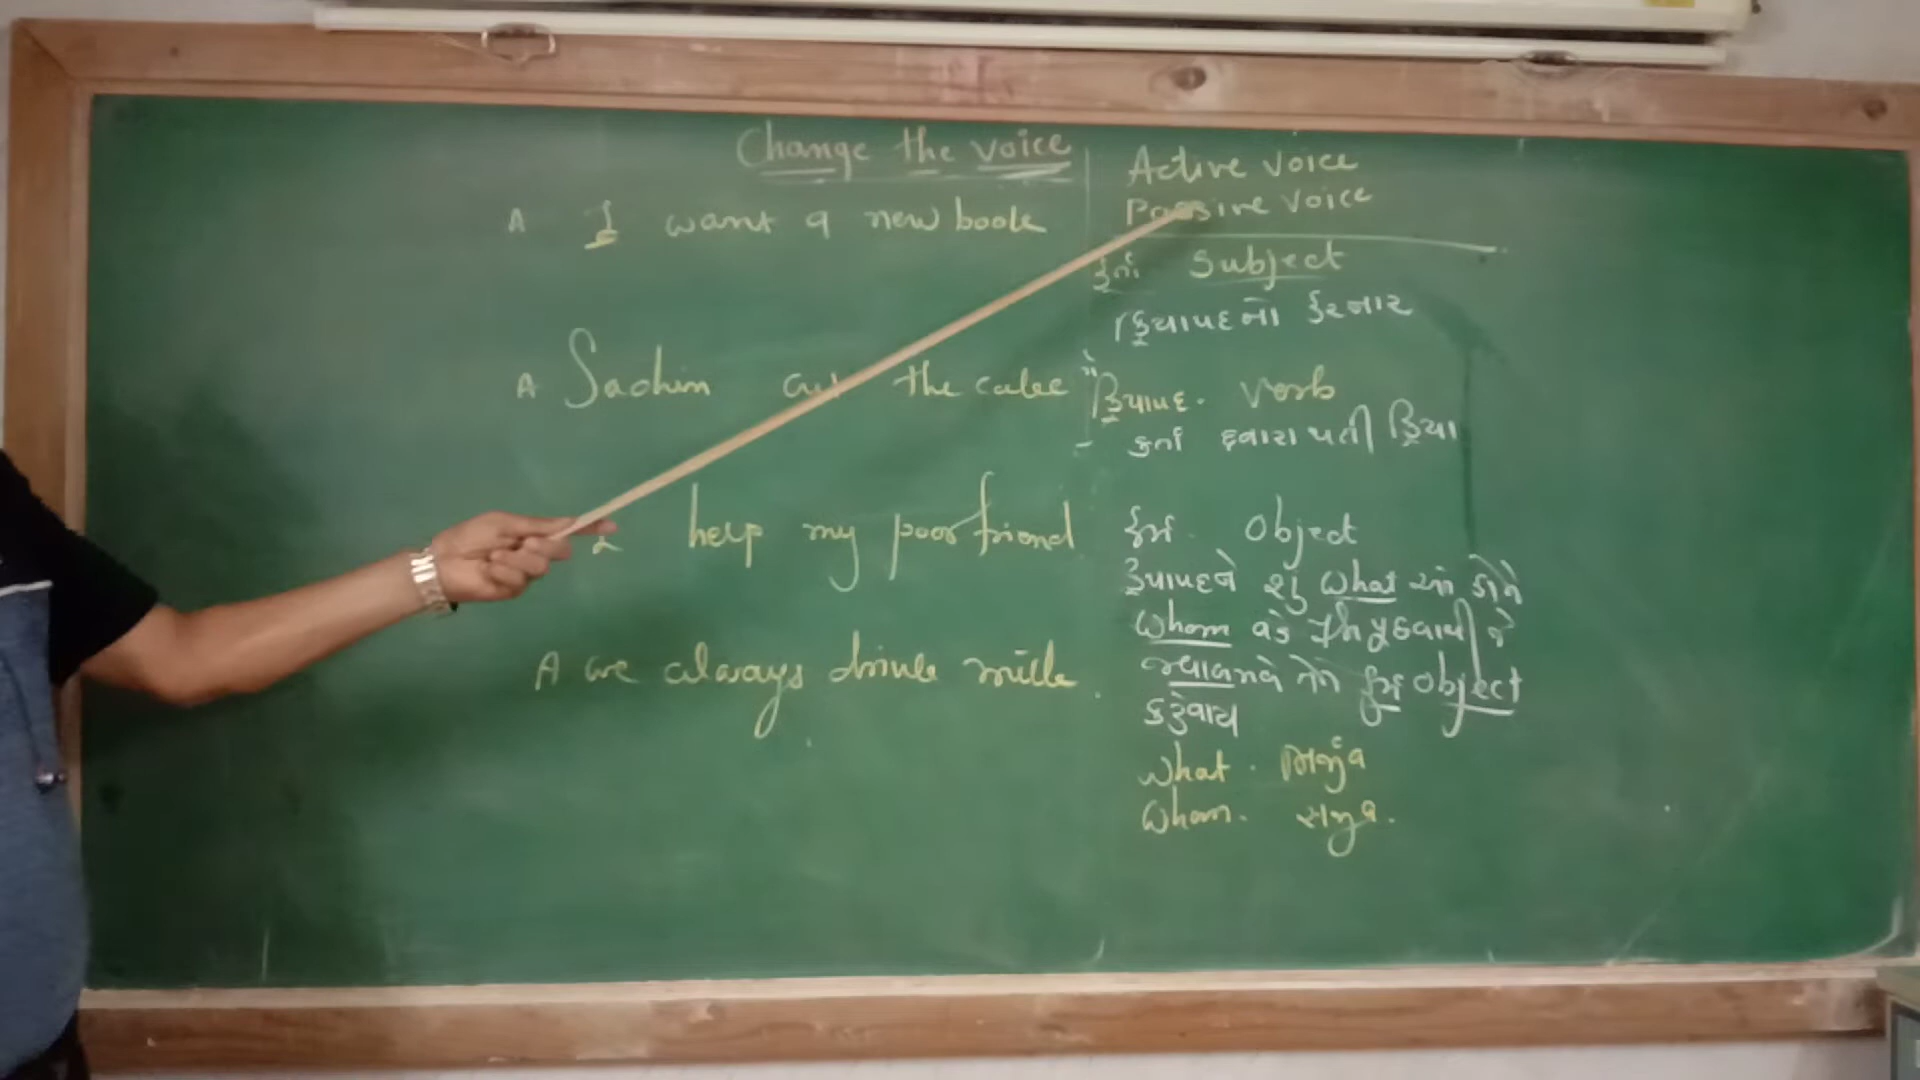 Change the voice
A I want a new book
A Sachin cut the cake
I help my poor friend
A we always drink milk.
Active voice
Passive voice
કર્તા Subject
ક્રિયાપદનો કરનાર
ક્રિયાપદ. Verb
કર્તા દ્વારા થતી ક્રિયા
કર્મ. Object
ક્રિયાપદને શું What અને કોને
Whom વડે પ્રશ્ન પુછવાથી જે
જવાબ મળે તેને કર્મ object
કહેવાય
What. નિર્જીવ
Whom. સજીવ.